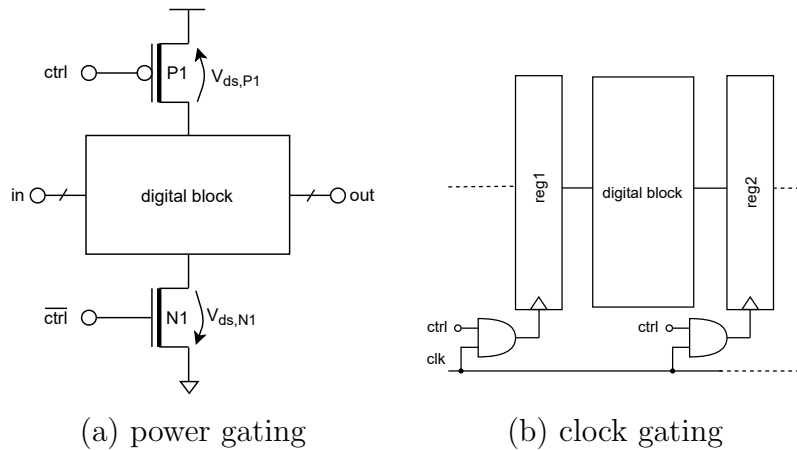 ctrl
P1
V_ds,P1
in
digital block
out
c̅t̅r̅l̅
N1
V_ds,N1
(a) power gating
reg1
digital block
reg2
ctrl
ctrl
clk
(b) clock gating